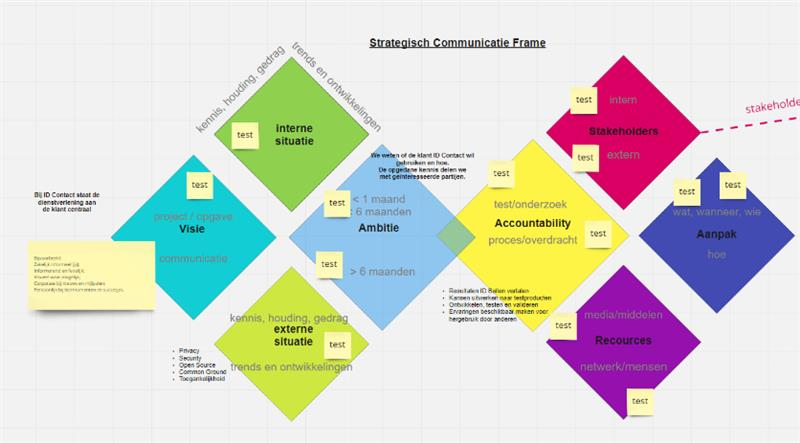 Strategisch Communicatie Frame
kennis, houding, gedrag
trends en ontwikkelingen
test
interne
situatie
Bij ID Contact staat de
dienstverlening aan
de klant centraal
test
project / opgave
Visie
communicatie
We weten of de klant ID Contact wil
gebruiken en hoe.
De opgedane kennis delen we
met geïnteresseerde partijen.
test
< 1 maand
< 6 maanden
Ambitie
test
> 6 maanden
test
test/onderzoek
Accountability
proces/overdracht
test
test
intern
Stakeholders
test
extern
stakeholde
test
test
wat, wanneer, wie
Aanpak
hoe
kennis, houding, gedrag
externe
situatie
test
trends en ontwikkelingen
• Privacy
• Security
• Open Source
• Common Ground
• Toegankelijkheid
• Resultaten ID Bellen vertalen
• Kansen uitwerken naar testproducten
• Ontwikkelen, testen en valideren
• Ervaringen beschikbaar maken voor
hergebruik door anderen
test
media/middelen
Recources
netwerk/mensen
test